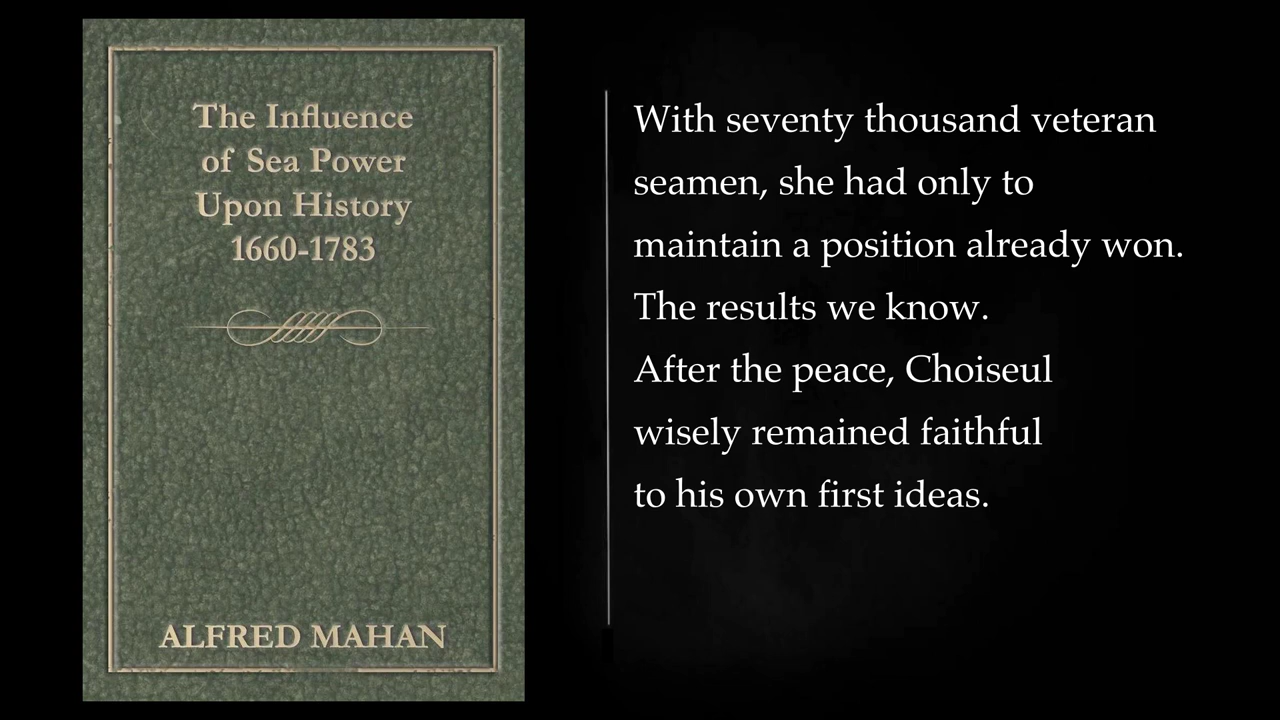 The Influence
of Sea Power
Upon History
1660-1783
ALFRED MAHAN
With seventy thousand veteran
seamen, she had only to
maintain a position already won.
The results we know.
After the peace, Choiseul
wisely remained faithful
to his own first ideas.